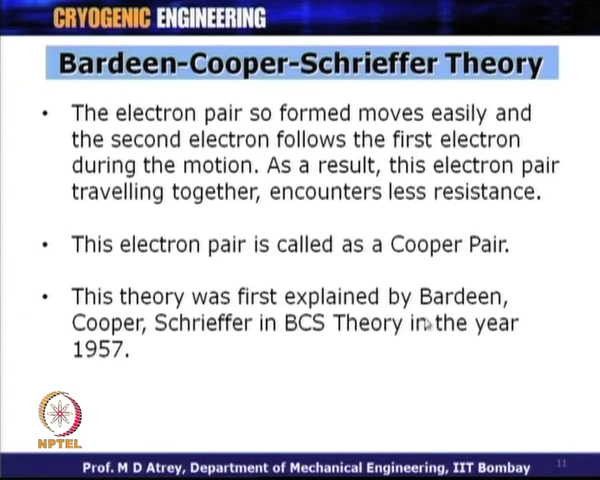 CRYOGENIC ENGINEERING
Bardeen-Cooper-Schrieffer Theory
• The electron pair so formed moves easily and
the second electron follows the first electron
during the motion. As a result, this electron pair
travelling together, encounters less resistance.
• This electron pair is called as a Cooper Pair.
• This theory was first explained by Bardeen,
Cooper, Schrieffer in BCS Theory in the year
1957.
NPTEL
Prof. M D Atrey, Department of Mechanical Engineering, IIT Bombay
11